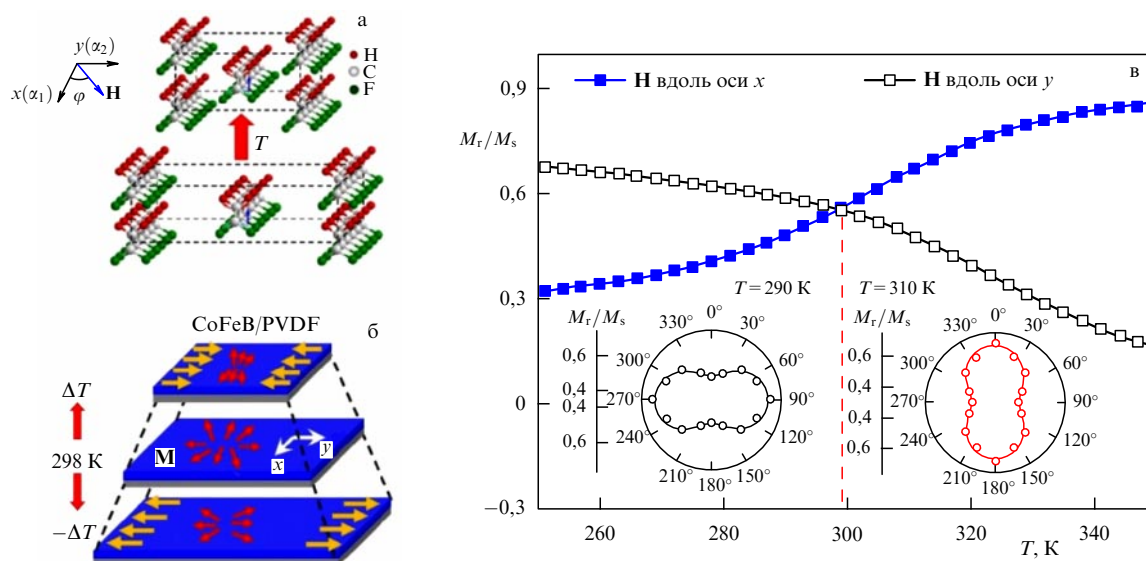 а
y(α₂)
x(α₁)
φ
H
H
C
F
T
б
CoFeB/PVDF
ΔT
298 K
−ΔT
M
x
y
в
H вдоль оси x
H вдоль оси y
Mr/Ms
0,9
0,6
0,3
0
−0,3
260
280
300
320
340
T, K
T = 290 K
Mr/Ms
0,6
0,4
0,4
0,6
0°
30°
60°
90°
120°
150°
180°
210°
240°
270°
300°
330°
T = 310 K
Mr/Ms
0,6
0,4
0,4
0,6
0°
30°
60°
90°
120°
150°
180°
210°
240°
270°
300°
330°